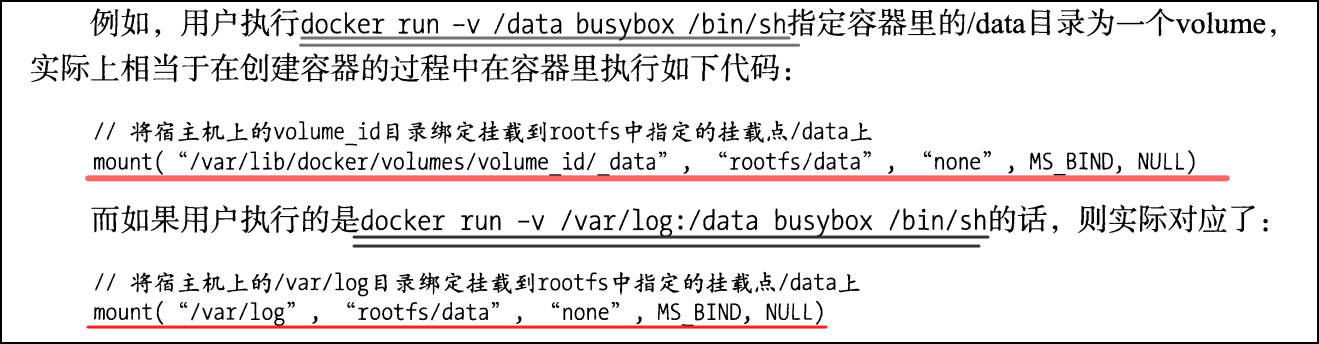 例如，用户执行docker run –v /data busybox /bin/sh指定容器里的/data目录为一个volume，
实际上相当于在创建容器的过程中在容器里执行如下代码：
// 将宿主机上的volume_id目录绑定挂载到rootfs中指定的挂载点/data上
mount(“/var/lib/docker/volumes/volume_id/_data”, “rootfs/data”, “none”, MS_BIND, NULL)
而如果用户执行的是docker run –v /var/log:/data busybox /bin/sh的话，则实际对应了：
// 将宿主机上的/var/log目录绑定挂载到rootfs中指定的挂载点/data上
mount(“/var/log”, “rootfs/data”, “none”, MS_BIND, NULL)